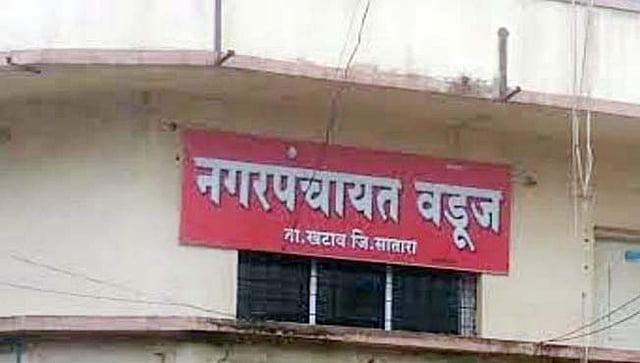 नगरपंचायत वडूज
ता.खटाव जि.सातारा